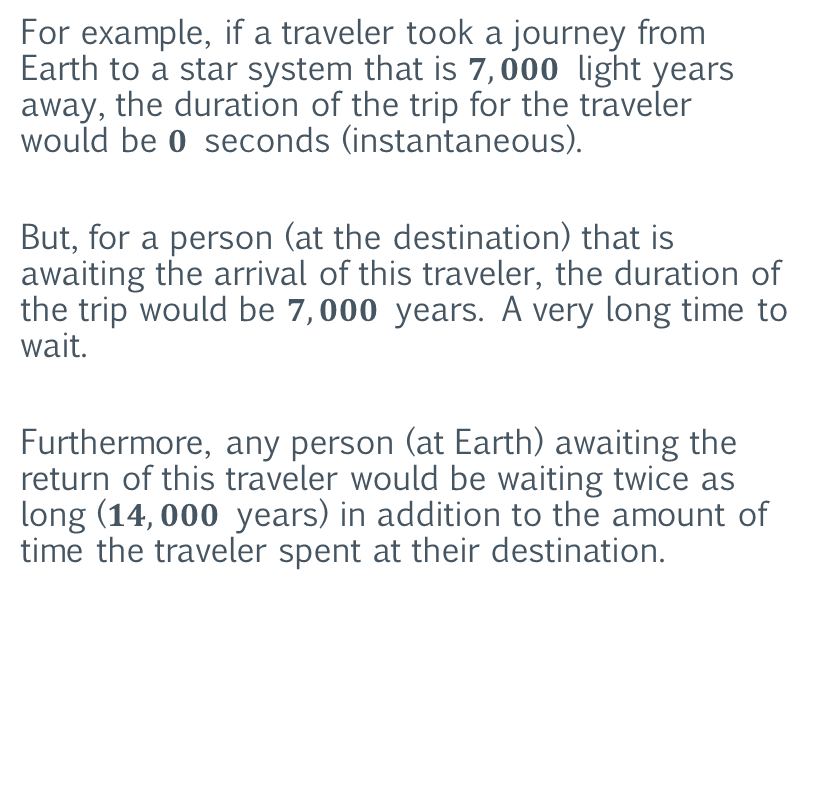 For example, if a traveler took a journey from
Earth to a star system that is 7,000 light years
away, the duration of the trip for the traveler
would be 0 seconds (instantaneous).
But, for a person (at the destination) that is
awaiting the arrival of this traveler, the duration of
the trip would be 7,000 years. A very long time to
wait.
Furthermore, any person (at Earth) awaiting the
return of this traveler would be waiting twice as
long (14,000 years) in addition to the amount of
time the traveler spent at their destination.